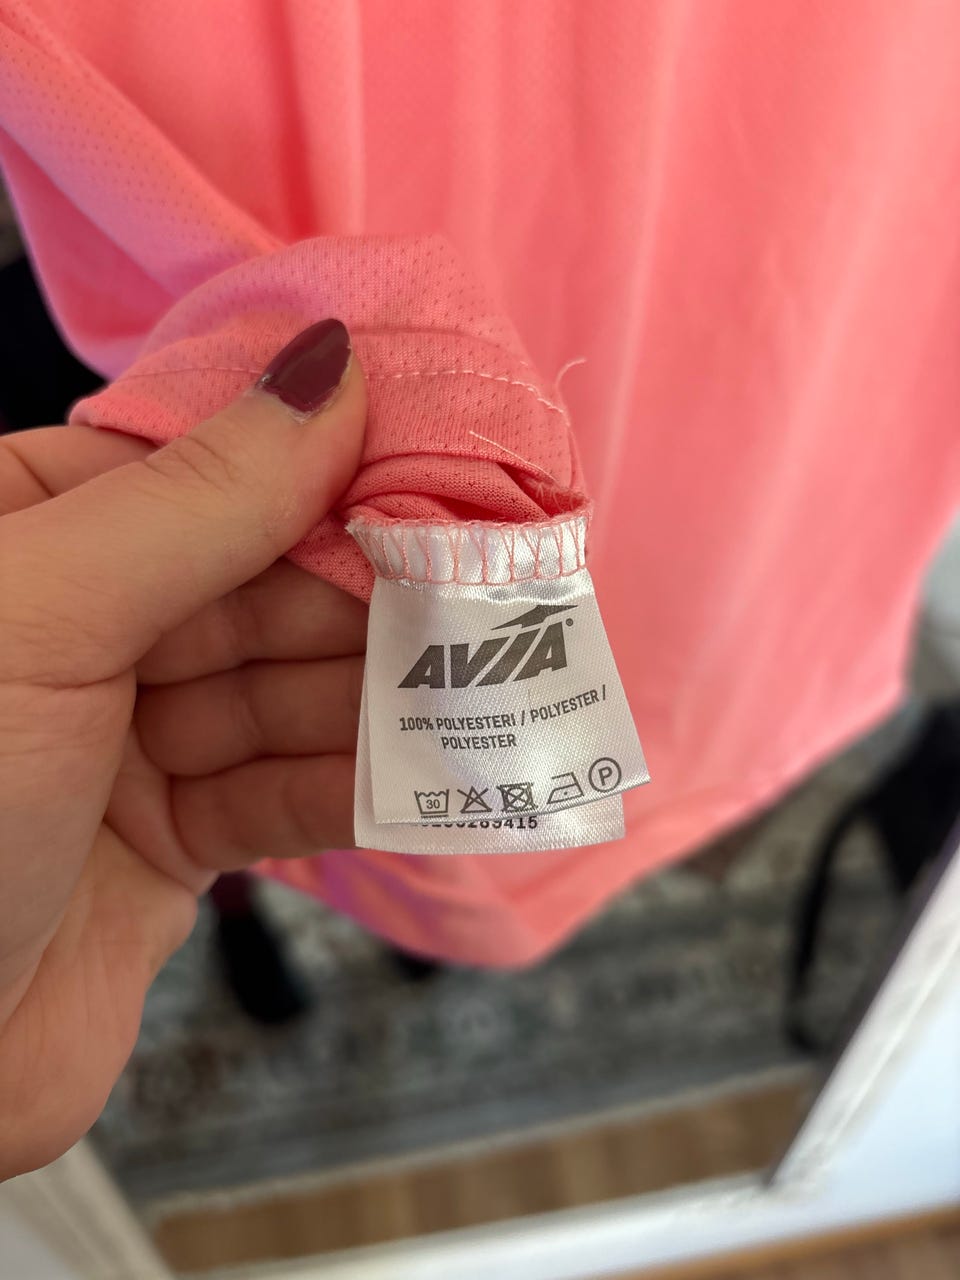 AVIA
100% POLYESTERI / POLYESTER /
POLYESTER
30 P